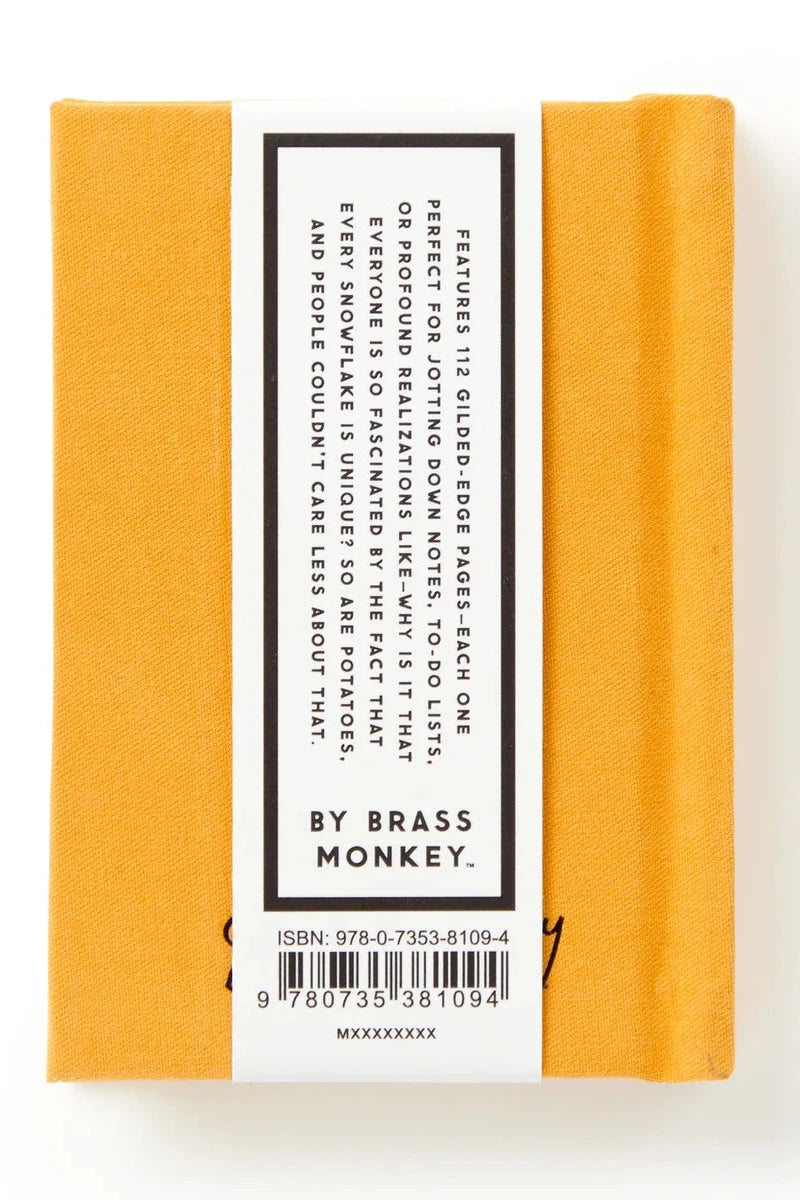 FEATURES 112 GILDED-EDGE PAGES—EACH ONE
PERFECT FOR JOTTING DOWN NOTES, TO-DO LISTS,
OR PROFOUND REALIZATIONS LIKE—WHY IS IT THAT
EVERYONE IS SO FASCINATED BY THE FACT THAT
EVERY SNOWFLAKE IS UNIQUE? SO ARE POTATOES,
AND PEOPLE COULDN'T CARE LESS ABOUT THAT.
BY BRASS
MONKEY™
ISBN: 978-0-7353-8109-4
9 780735 381094
MXXXXXXXXX